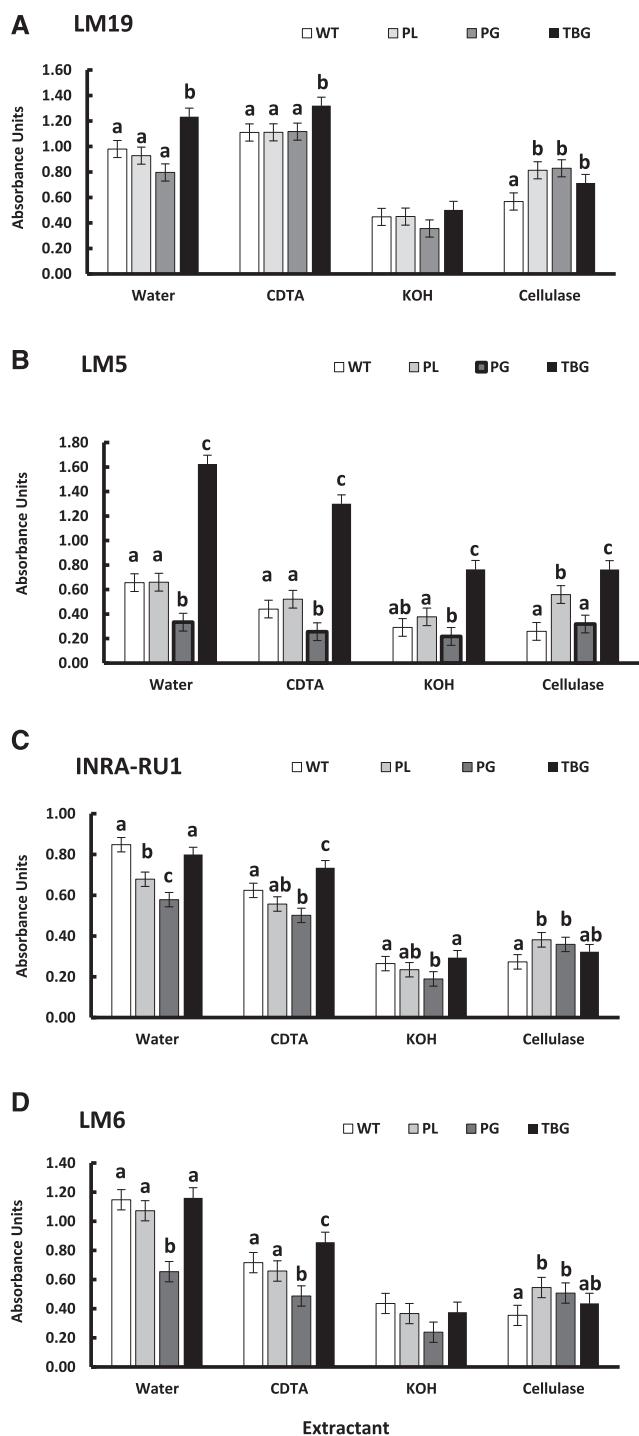 A LM19
WT PL PG TBG
Absorbance Units
1.60
1.40
1.20
1.00
0.80
0.60
0.40
0.20
0.00
a a a b
a a a b
a b b b
Water CDTA KOH Cellulase
B LM5
WT PL PG TBG
Absorbance Units
1.80
1.60
1.40
1.20
1.00
0.80
0.60
0.40
0.20
0.00
a a b c
a a b c
ab a b c
a b a c
Water CDTA KOH Cellulase
C INRA-RU1
WT PL PG TBG
Absorbance Units
1.00
0.80
0.60
0.40
0.20
0.00
a b c a
a ab b c
a ab b a
a b b ab
Water CDTA KOH Cellulase
D LM6
WT PL PG TBG
Absorbance Units
1.40
1.20
1.00
0.80
0.60
0.40
0.20
0.00
a a b a
a a b c
a b b ab
Water CDTA KOH Cellulase
Extractant